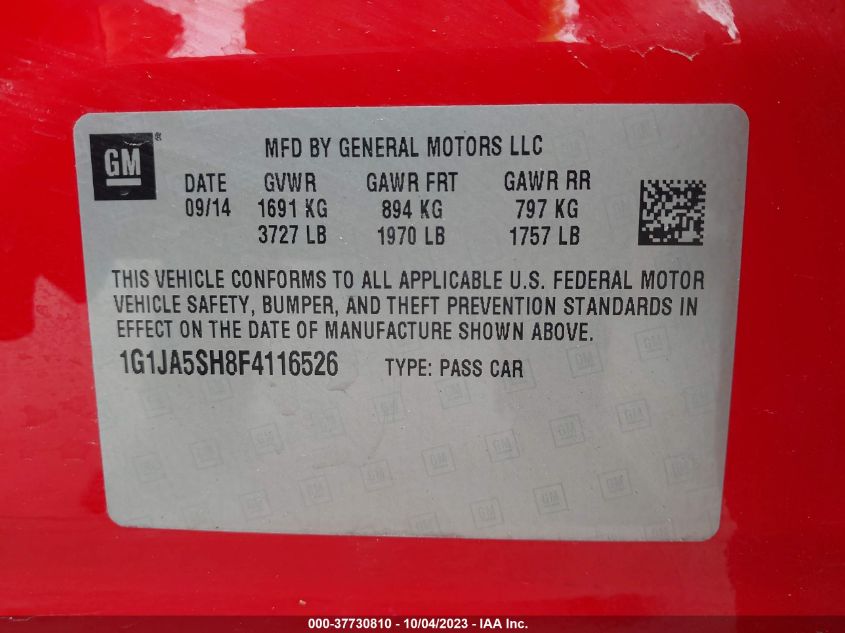 GM®
MFD BY GENERAL MOTORS LLC
DATE GVWR GAWR FRT GAWR RR
09/14 1691 KG 894 KG 797 KG
3727 LB 1970 LB 1757 LB
THIS VEHICLE CONFORMS TO ALL APPLICABLE U.S. FEDERAL MOTOR
VEHICLE SAFETY, BUMPER, AND THEFT PREVENTION STANDARDS IN
EFFECT ON THE DATE OF MANUFACTURE SHOWN ABOVE.
1G1JA5SH8F4116526 TYPE: PASS CAR
000-37730810 - 10/04/2023 - IAA Inc.